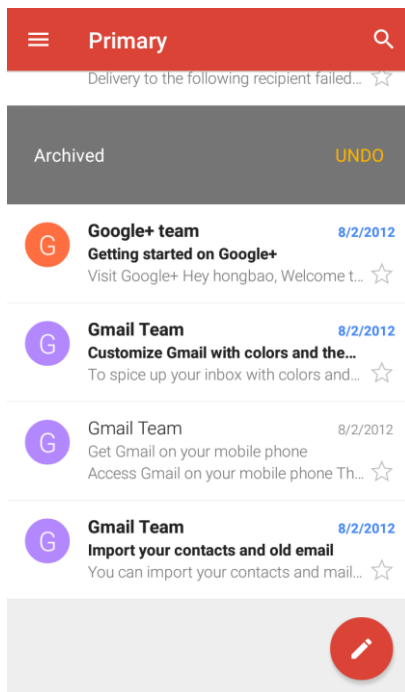 Primary
Delivery to the following recipient failed...
Archived UNDO
G Google+ team 8/2/2012
Getting started on Google+
Visit Google+ Hey hongbao, Welcome t...
G Gmail Team 8/2/2012
Customize Gmail with colors and the...
To spice up your inbox with colors and...
G Gmail Team 8/2/2012
Get Gmail on your mobile phone
Access Gmail on your mobile phone Th...
G Gmail Team 8/2/2012
Import your contacts and old email
You can import your contacts and mail...